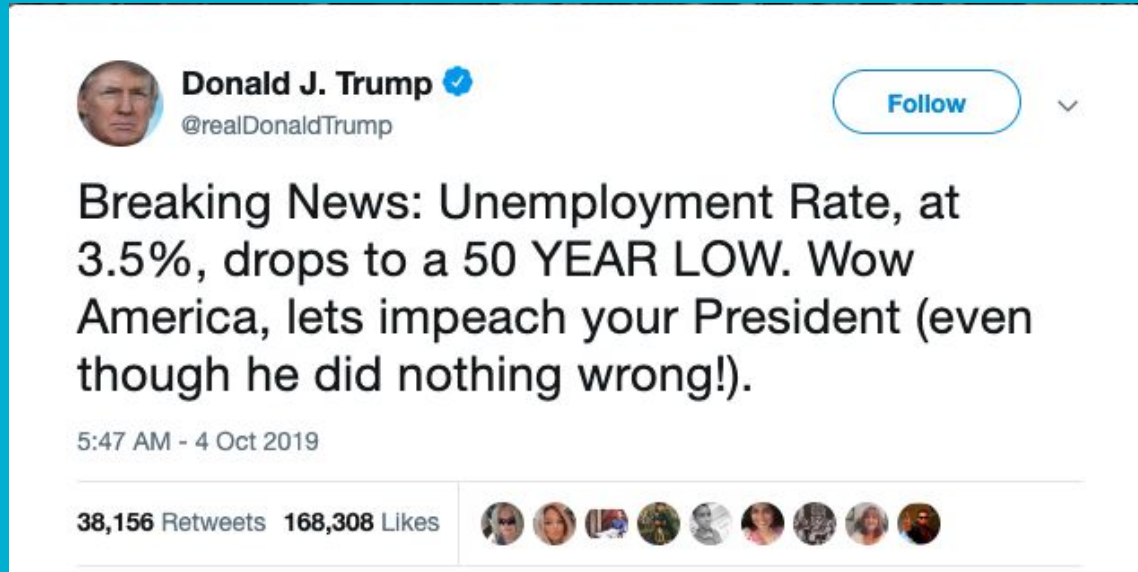 Donald J. Trump
@realDonaldTrump
Follow
Breaking News: Unemployment Rate, at
3.5%, drops to a 50 YEAR LOW. Wow
America, lets impeach your President (even
though he did nothing wrong!).
5:47 AM - 4 Oct 2019
38,156 Retweets 168,308 Likes